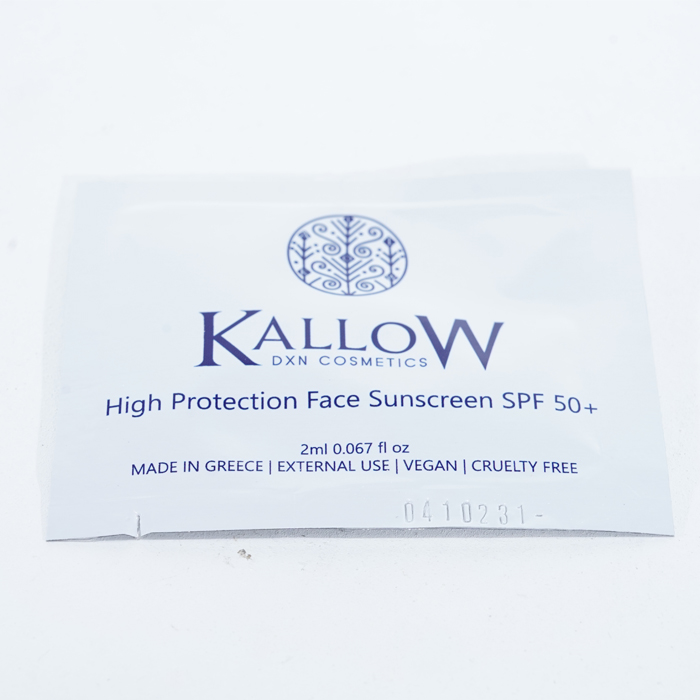 KALLOW
DXN COSMETICS
High Protection Face Sunscreen SPF 50+
2ml 0.067 fl oz
MADE IN GREECE | EXTERNAL USE | VEGAN | CRUELTY FREE
0410231-